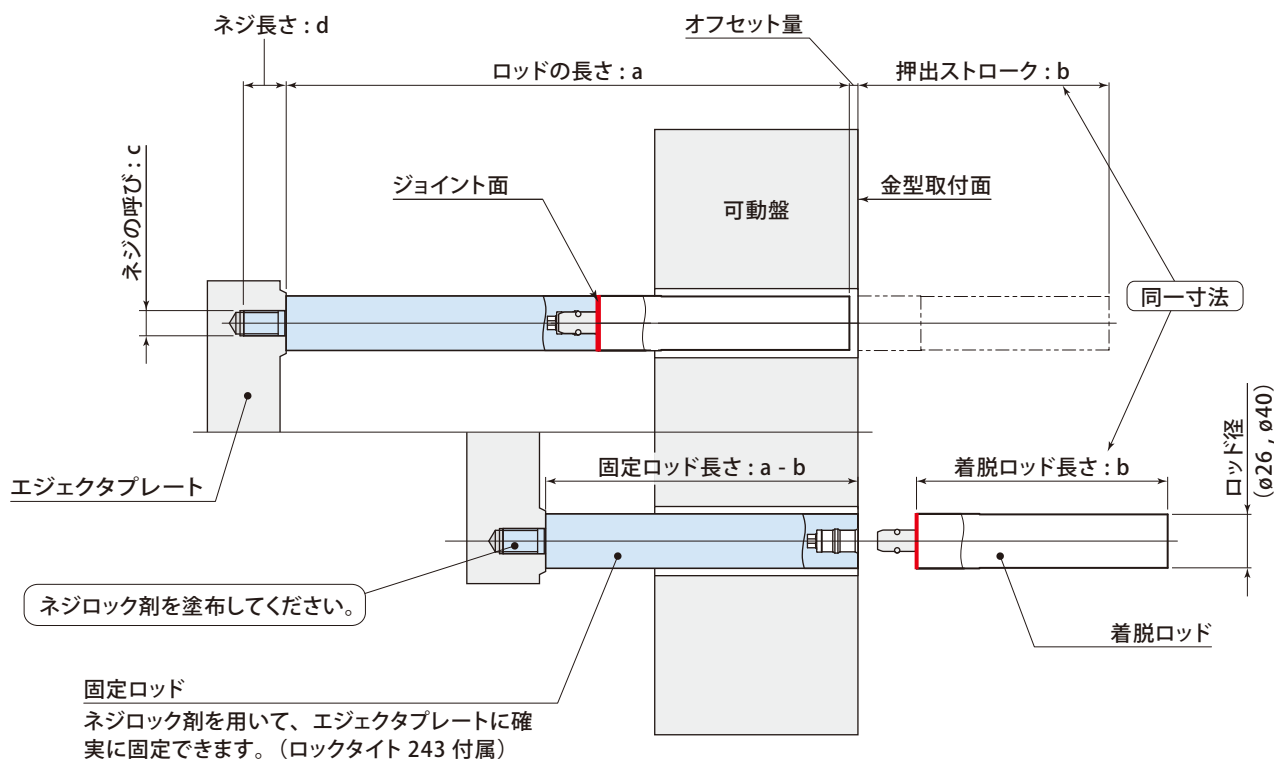 ネジ長さ : d
オフセット量
ロッドの長さ : a
押出ストローク : b
ネジの呼び : c
ジョイント面
可動盤
金型取付面
同一寸法
エジェクタプレート
固定ロッド長さ : a - b
着脱ロッド長さ : b
ロッド径
(ø26 , ø40)
ネジロック剤を塗布してください。
着脱ロッド
固定ロッド
ネジロック剤を用いて、エジェクタプレートに確
実に固定できます。（ロックタイト 243 付属）